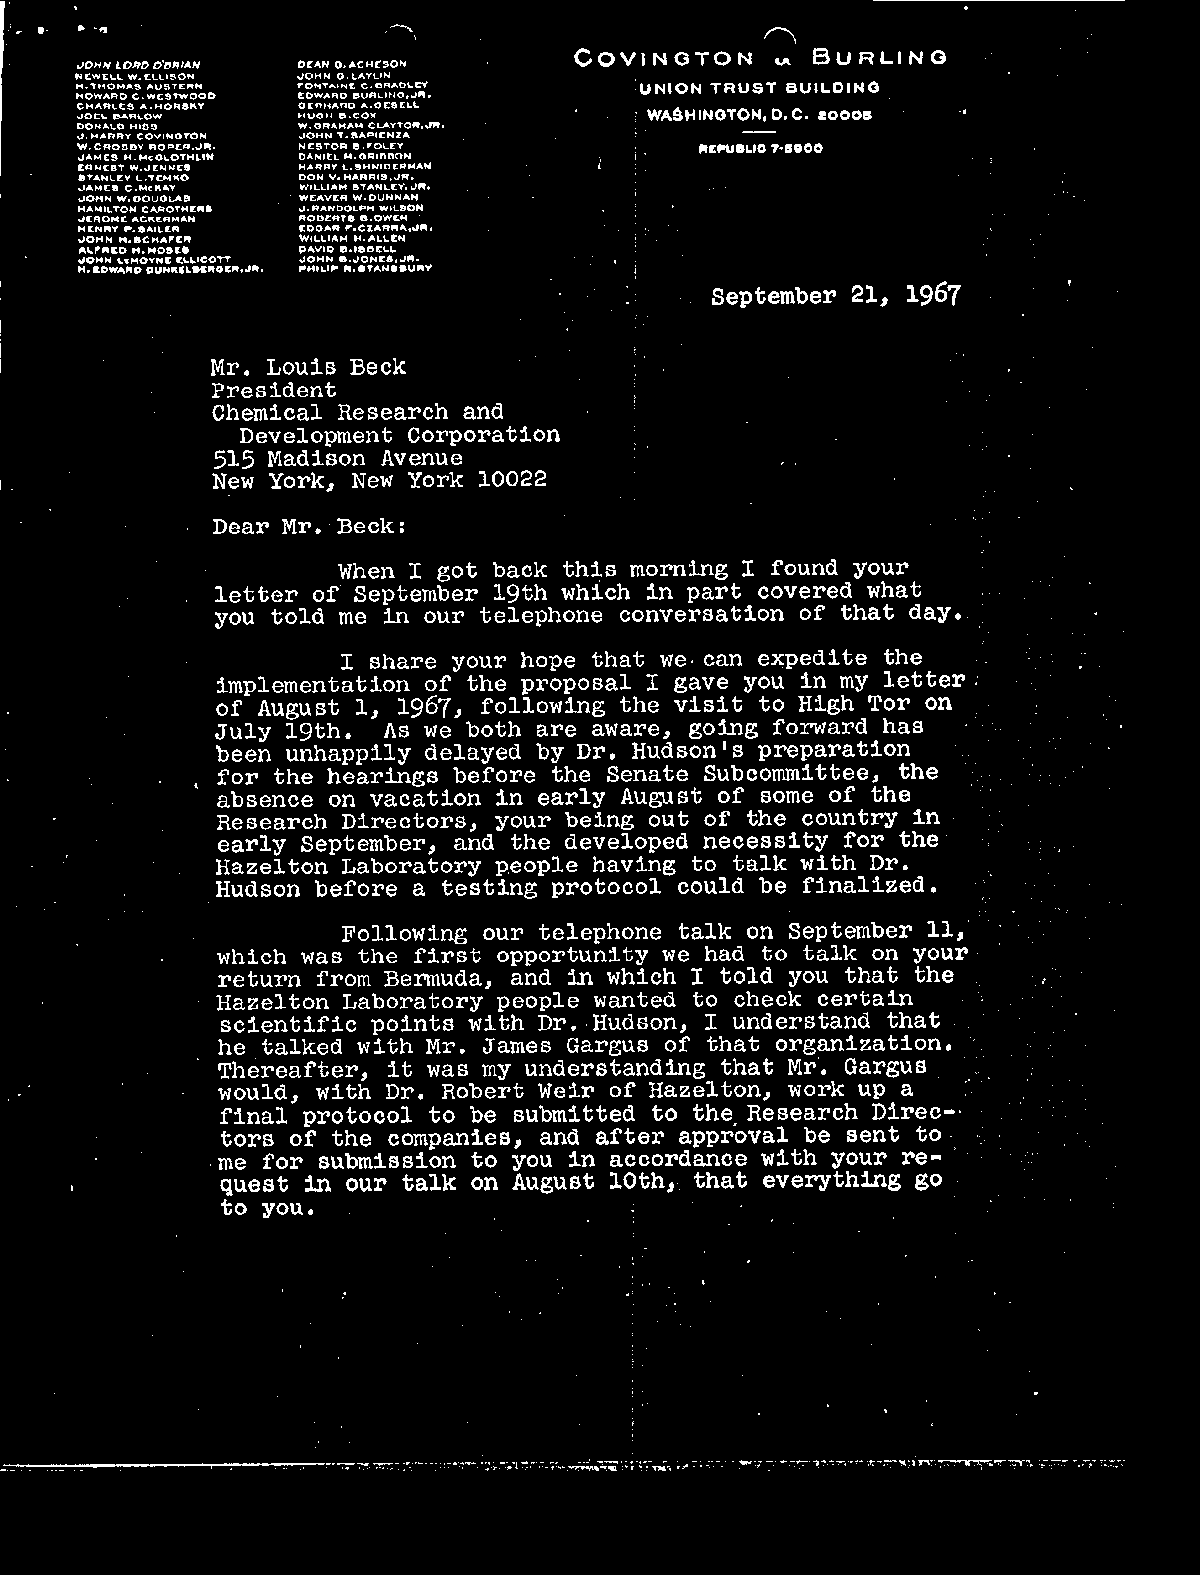 COVINGTON & BURLING
UNION TRUST BUILDING
WASHINGTON, D. C. 20005
REPUBLIC 7-5900
JOHN LORD O'BRIAN
NEWELL W. ELLISON
H. THOMAS AUSTERN
HOWARD C. WESTWOOD
CHARLES A. HORSKY
JOEL BARLOW
DONALD HISS
J. HARRY COVINGTON
W. CROSBY ROPER, JR.
JAMES H. McGLOTHLIN
ERNEST W. JENNES
STANLEY L. TEMKO
JAMES C. McKAY
JOHN W. DOUGLAS
HAMILTON CAROTHERS
JEROME ACKERMAN
HENRY P. SAILER
JOHN H. SCHAFER
ALFRED H. MOSES
JOHN LEMOYNE ELLICOTT
H. EDWARD DUNKELBERGER, JR.
DEAN G. ACHESON
JOHN G. LAYLIN
FONTAINE C. BRADLEY
EDWARD BURLING, JR.
GERHARD A. GESELL
HUGH B. COX
W. GRAHAM CLAYTOR, JR.
JOHN T. SAPIENZA
NESTOR S. FOLEY
DANIEL M. GRIBBON
HARRY L. SHNIDERMAN
DON V. HARRIS, JR.
WILLIAM STANLEY, JR.
WEAVER W. DUNNAN
J. RANDOLPH WILSON
ROBERTS B. OWEN
EDGAR F. CZARRA, JR.
WILLIAM H. ALLEN
DAVID B. ISBELL
JOHN B. JONES, JR.
PHILIP R. STANSBURY
September 21, 1967
Mr. Louis Beck
President
Chemical Research and
Development Corporation
515 Madison Avenue
New York, New York 10022
Dear Mr. Beck:
When I got back this morning I found your
letter of September 19th which in part covered what
you told me in our telephone conversation of that day.
I share your hope that we can expedite the
implementation of the proposal I gave you in my letter
of August 1, 1967, following the visit to High Tor on
July 19th. As we both are aware, going forward has
been unhappily delayed by Dr. Hudson's preparation
for the hearings before the Senate Subcommittee, the
absence on vacation in early August of some of the
Research Directors, your being out of the country in
early September, and the developed necessity for the
Hazelton Laboratory people having to talk with Dr.
Hudson before a testing protocol could be finalized.
Following our telephone talk on September 11,
which was the first opportunity we had to talk on your
return from Bermuda, and in which I told you that the
Hazelton Laboratory people wanted to check certain
scientific points with Dr. Hudson, I understand that
he talked with Mr. James Gargus of that organization.
Thereafter, it was my understanding that Mr. Gargus
would, with Dr. Robert Weir of Hazelton, work up a
final protocol to be submitted to the Research Direc-
tors of the companies, and after approval be sent to
me for submission to you in accordance with your re-
quest in our talk on August 10th, that everything go
to you.